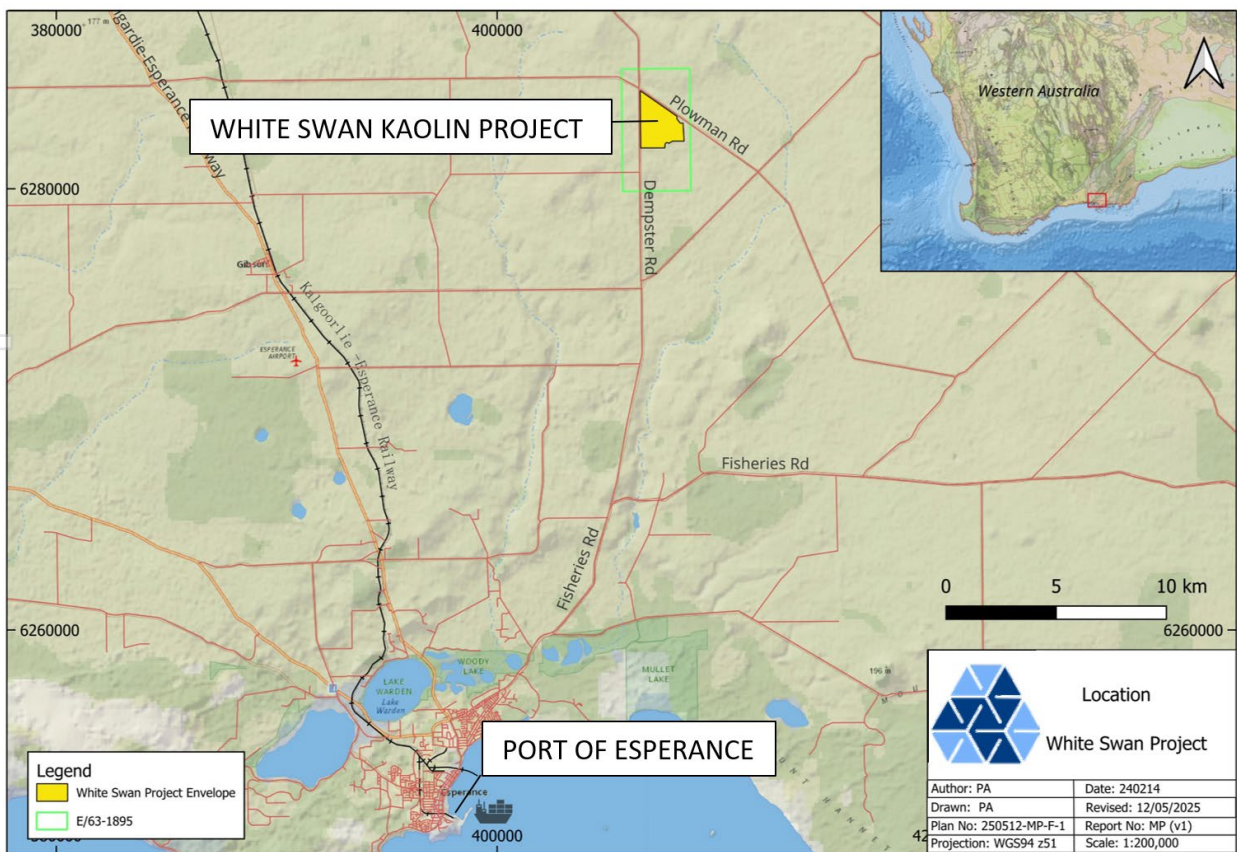 380000
177 m
400000
gardie-Esperance
way
WHITE SWAN KAOLIN PROJECT
Plowman Rd
Western Australia
6280000
Dempster Rd
Gibson
Kalgoorlie -Esperance Railway
ESPERANCE
AIRPORT
Fisheries Rd
Fisheries Rd
0 5 10 km
6260000
6260000
WOODY
LAKE
MULLET
LAKE
196 m
LAKE
WARDEN
Lake
Warden
PORT OF ESPERANCE
Esperance
400000
Legend
White Swan Project Envelope
E/63-1895
Location
White Swan Project
Author: PA
Date: 240214
Drawn: PA
Revised: 12/05/2025
Plan No: 250512-MP-F-1
Report No: MP (v1)
Projection: WGS94 z51
Scale: 1:200,000